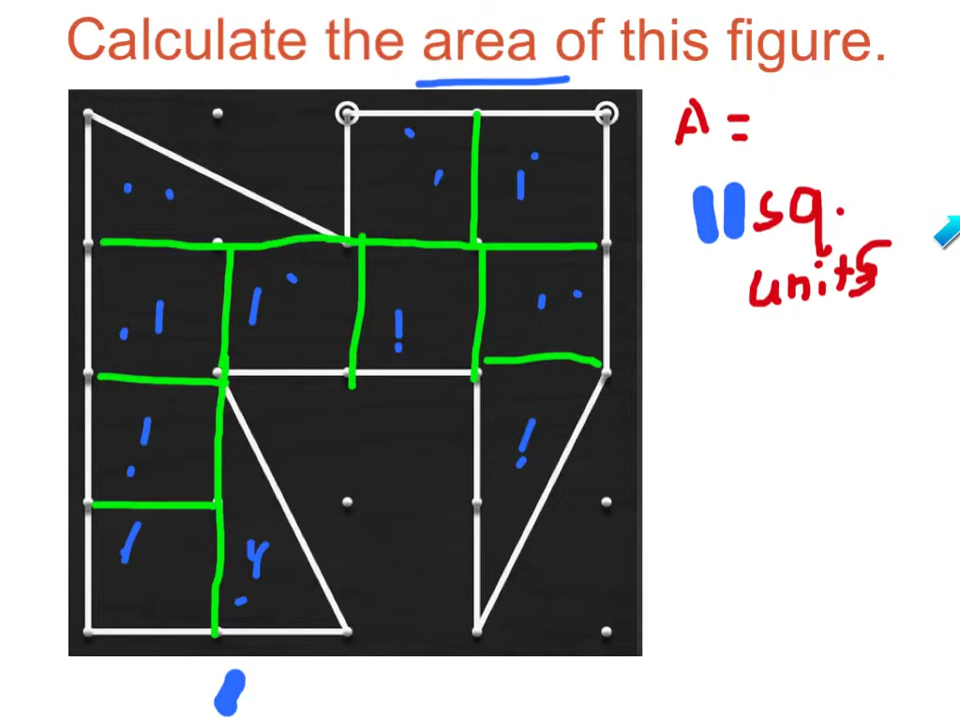 Calculate the area of this figure.
A =
11 sq.
units